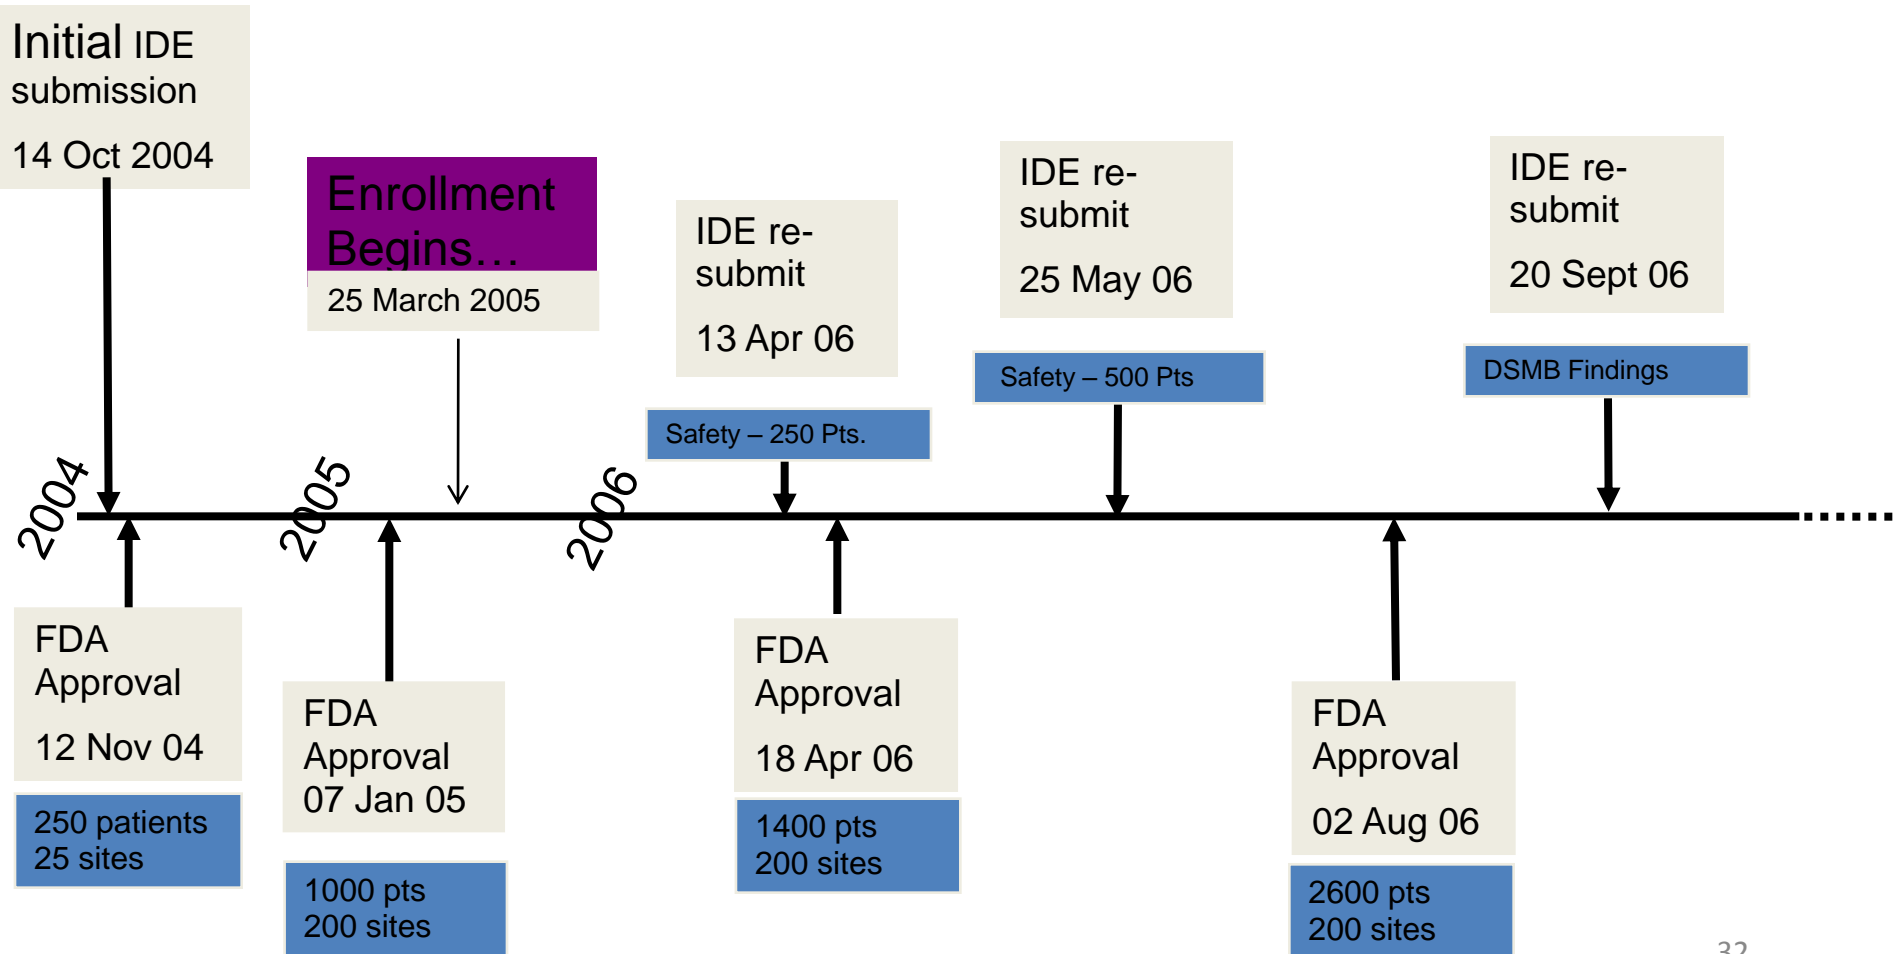 Initial IDE
submission
14 Oct 2004
Enrollment
Begins…
25 March 2005
IDE re-
submit
13 Apr 06
Safety – 250 Pts.
IDE re-
submit
25 May 06
Safety – 500 Pts
IDE re-
submit
20 Sept 06
DSMB Findings
2004
2005
2006
FDA
Approval
12 Nov 04
250 patients
25 sites
FDA
Approval
07 Jan 05
1000 pts
200 sites
FDA
Approval
18 Apr 06
1400 pts
200 sites
FDA
Approval
02 Aug 06
2600 pts
200 sites
32